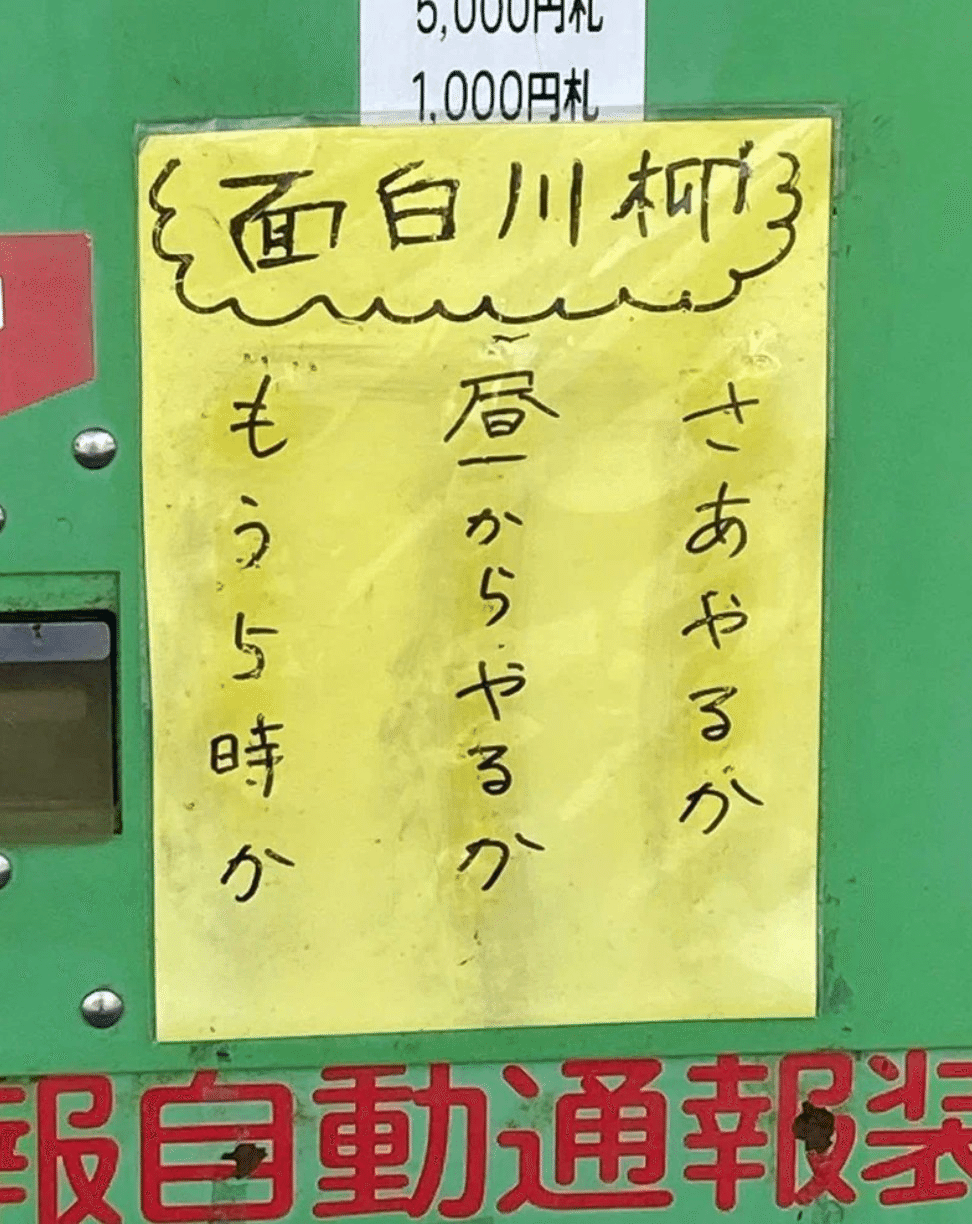 5,000円札
1,000円札
面白川柳
さあやるか
昼からやるか
もう5時か
報自動通報装